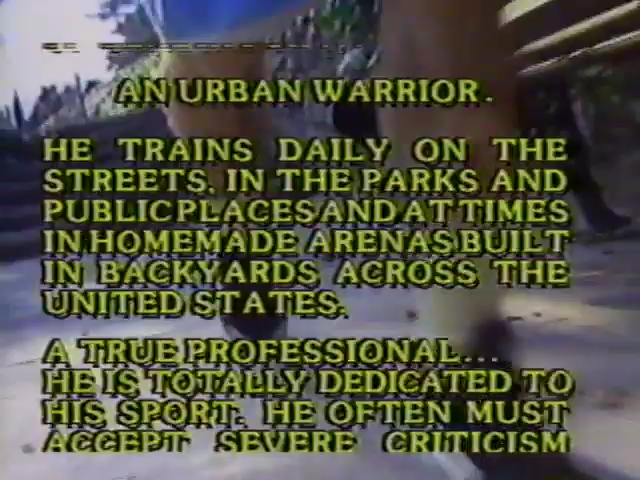 AN URBAN WARRIOR.
HE TRAINS DAILY ON THE
STREETS, IN THE PARKS AND
PUBLIC PLACES AND AT TIMES
IN HOMEMADE ARENAS BUILT
IN BACKYARDS ACROSS THE
UNITED STATES.
A TRUE PROFESSIONAL...
HE IS TOTALLY DEDICATED TO
HIS SPORT. HE OFTEN MUST
ACCEPT SEVERE CRITICISM